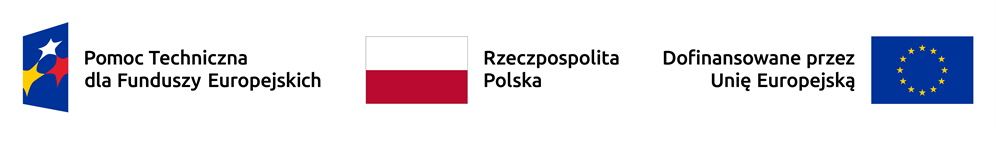 Pomoc Techniczna
dla Funduszy Europejskich
Rzeczpospolita
Polska
Dofinansowane przez
Unię Europejską